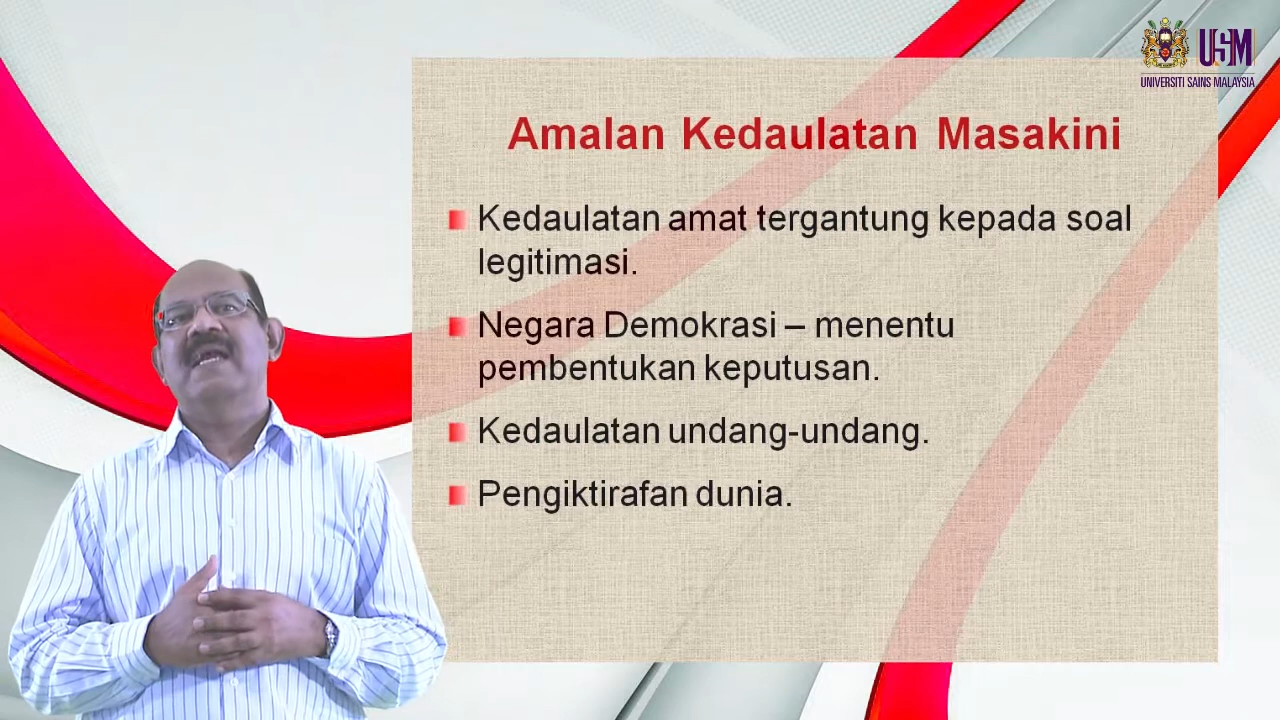 USM
UNIVERSITI SAINS MALAYSIA
Amalan Kedaulatan Masakini
Kedaulatan amat tergantung kepada soal
legitimasi.
Negara Demokrasi – menentu
pembentukan keputusan.
Kedaulatan undang-undang.
Pengiktirafan dunia.